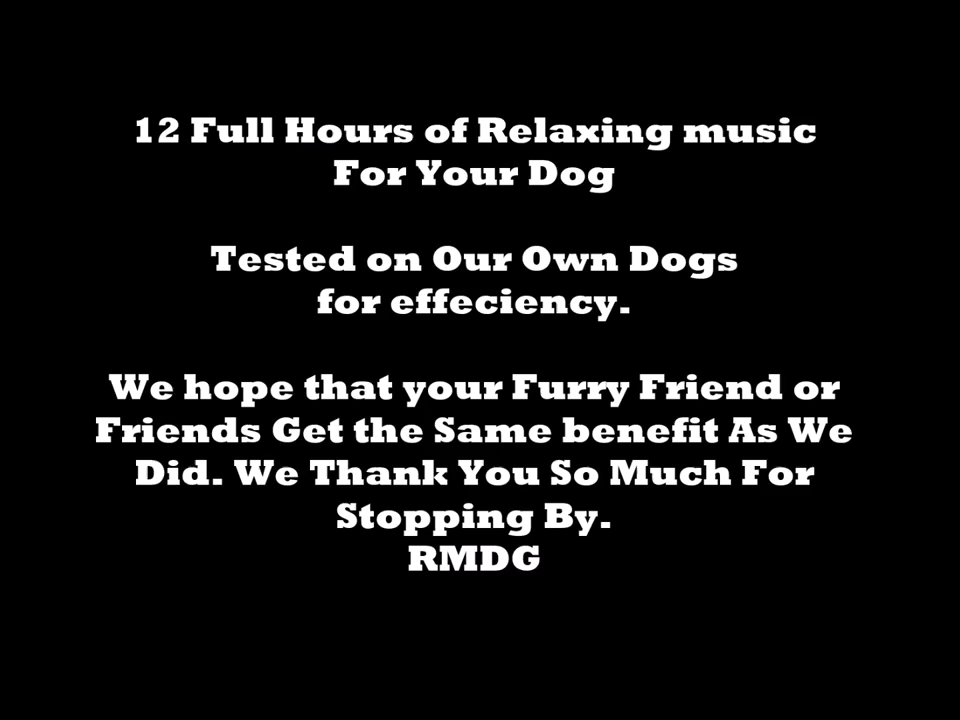 12 Full Hours of Relaxing music
For Your Dog
Tested on Our Own Dogs
for effeciency.
We hope that your Furry Friend or
Friends Get the Same benefit As We
Did. We Thank You So Much For
Stopping By.
RMDG